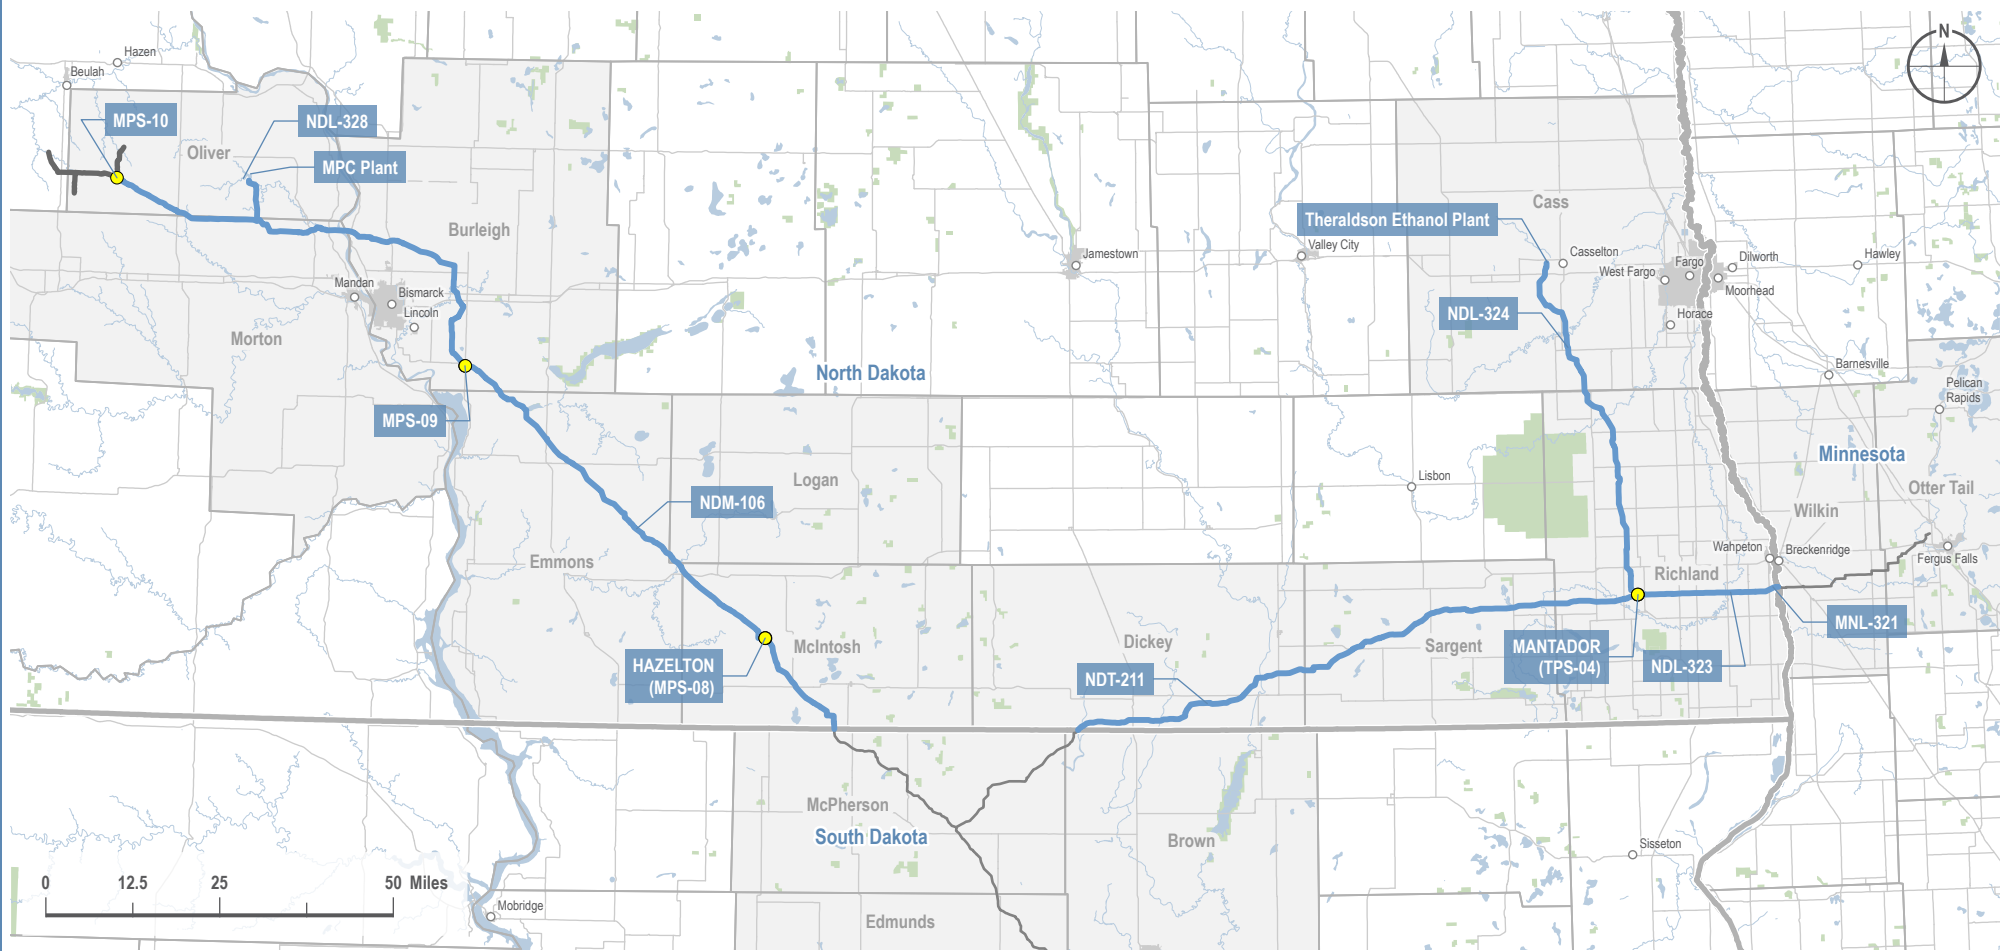 N
Hazen
Beulah
MPS-10
NDL-328
Oliver
MPC Plant
Burleigh
Cass
Theraldson Ethanol Plant
Valley City
Jamestown
Casselton
West Fargo
Fargo
Dilworth
Hawley
Moorhead
Mandan
Bismarck
Lincoln
NDL-324
Horace
Morton
North Dakota
Barnesville
Pelican
Rapids
MPS-09
Minnesota
Lisbon
Logan
Otter Tail
NDM-106
Wilkin
Wahpeton
Breckenridge
Fergus Falls
Emmons
Richland
MNL-321
Dickey
McIntosh
Sargent
MANTADOR
(TPS-04)
NDL-323
HAZELTON
(MPS-08)
NDT-211
McPherson
South Dakota
Brown
Sisseton
0
12.5
25
50 Miles
Mobridge
Edmunds